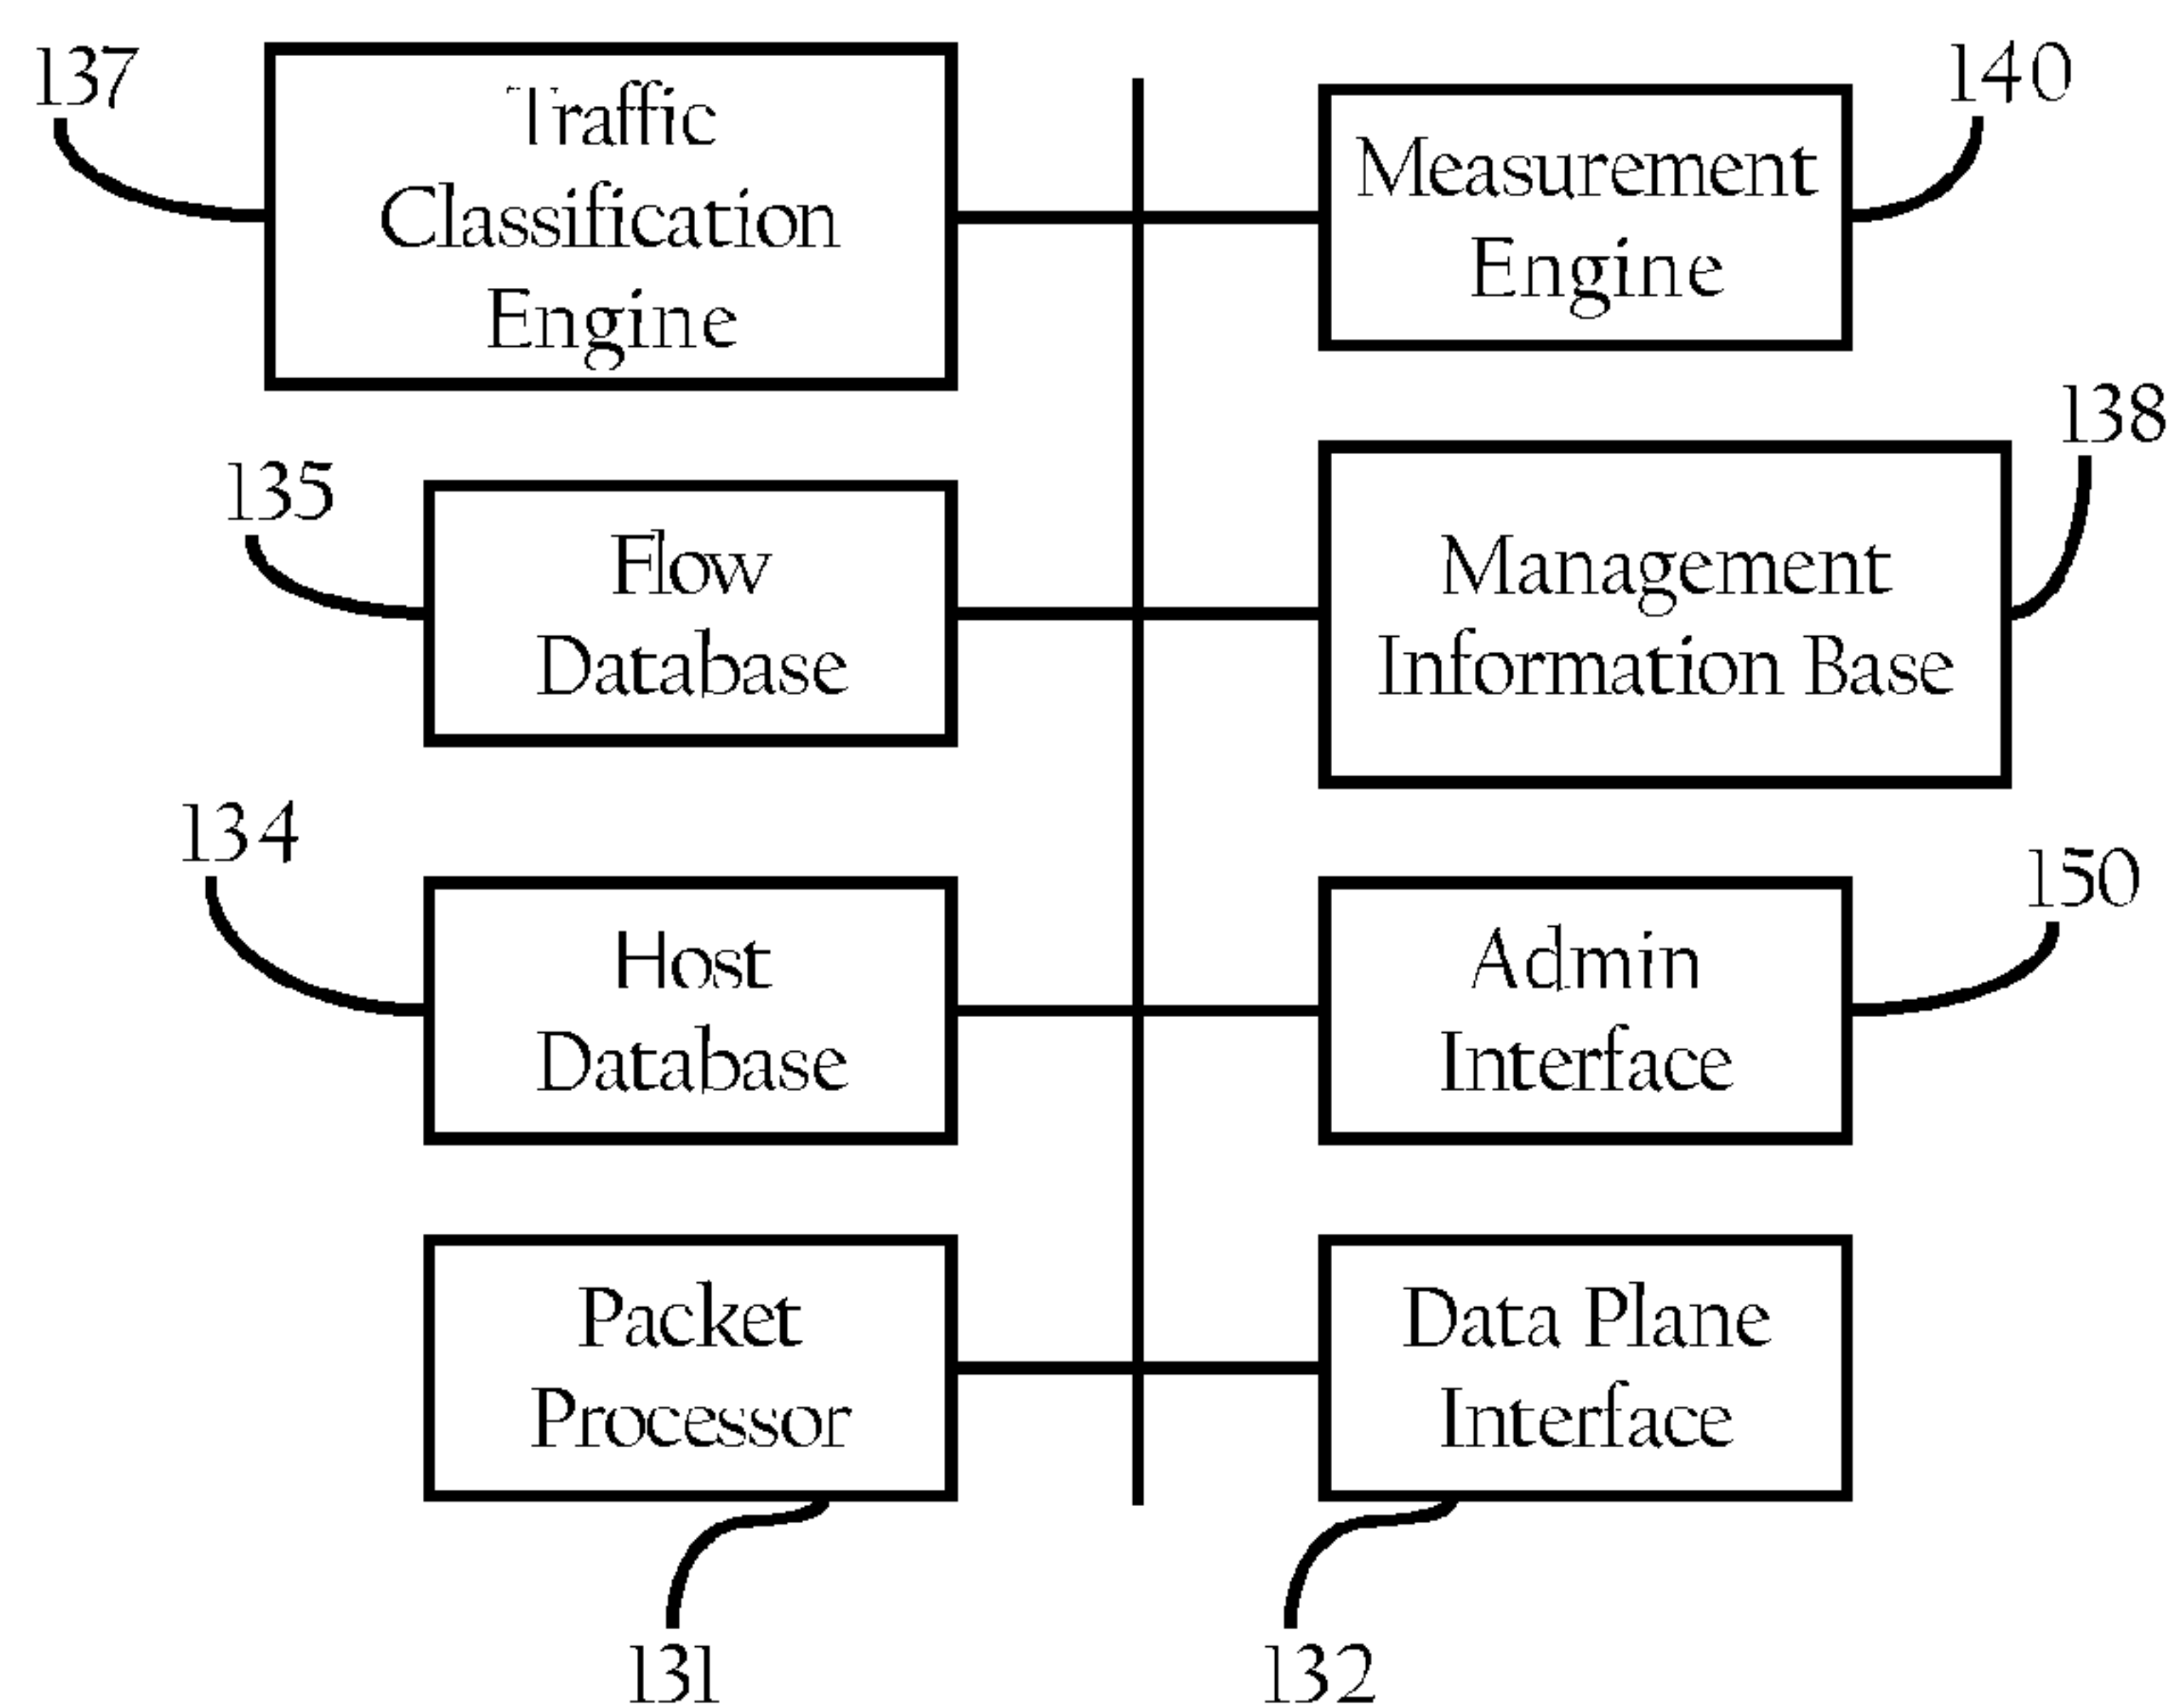 137
Traffic
Classification
Engine
140
Measurement
Engine
135
Flow
Database
138
Management
Information Base
134
Host
Database
150
Admin
Interface
Packet
Processor
131
Data Plane
Interface
132